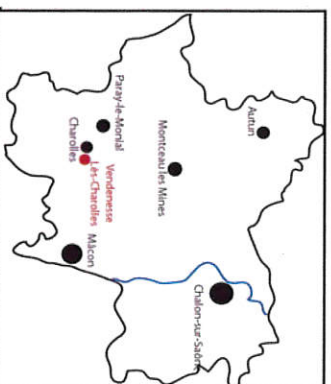 Autun
Chalon-sur-Saône
Montceau les Mines
Paray-le-Monial
Vendenesse
Lès-Charolles
Charolles
Mâcon